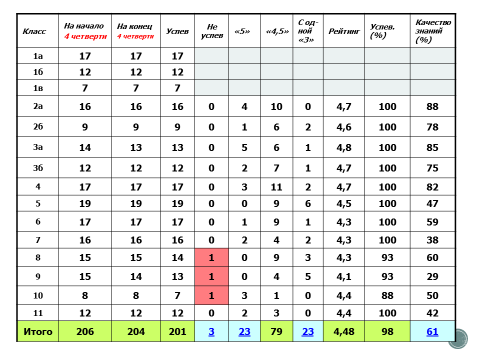 Класс На начало 4 четверти На конец 4 четверти Успев Не успев «5» «4,5» С од-ной «3» Рейтинг Успев. (%) Качество знаний (%)
1а 17 17 17
1б 12 12 12
1в 7 7 7
2а 16 16 16 0 4 10 0 4,7 100 88
2б 9 9 9 0 1 6 2 4,6 100 78
3а 14 13 13 0 5 6 1 4,8 100 85
3б 12 12 12 0 2 7 1 4,7 100 75
4 17 17 17 0 3 11 2 4,7 100 82
5 19 19 19 0 0 9 6 4,5 100 47
6 17 17 17 0 1 9 1 4,3 100 59
7 16 16 16 0 2 4 2 4,3 100 38
8 15 15 14 1 0 9 3 4,3 93 60
9 15 14 13 1 0 4 5 4,1 93 29
10 8 8 7 1 3 1 0 4,4 88 50
11 12 12 12 0 2 3 0 4,4 100 42
Итого 206 204 201 3 23 79 23 4,48 98 61